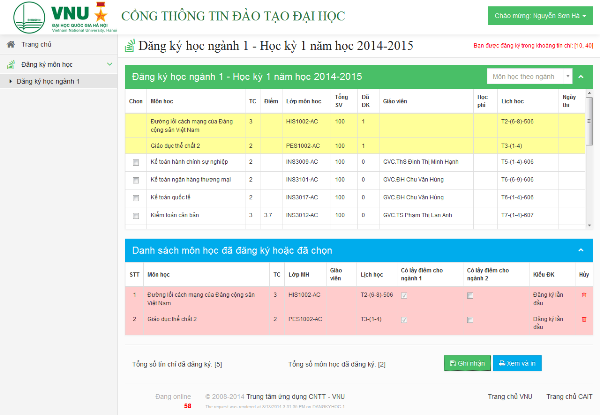 VNU
ĐẠI HỌC QUỐC GIA HÀ NỘI
Vietnam National University, Hanoi
CỔNG THÔNG TIN ĐÀO TẠO ĐẠI HỌC
Chào mừng: Nguyễn Sơn Hà
Trang chủ
Đăng ký môn học
Đăng ký học ngành 1
Đăng ký học ngành 1 - Học kỳ 1 năm học 2014-2015
Bạn được đăng ký trong khoảng tín chỉ: [10, 40]
Đăng ký học ngành 1 - Học kỳ 1 năm học 2014-2015
Môn học theo ngành
Chọn Môn học TC Điểm Lớp môn học Tổng SV Đã ĐK Giáo viên Học phí Lịch học Ngày thi
Đường lối cách mạng của Đảng cộng sản Việt Nam 3 HIS1002-AC 100 1 T2-(6-8)-506
Giáo dục thể chất 2 PES1002-AC 100 1 T3-(1-4)
Kế toán hành chính sự nghiệp 2 INS3009-AC 100 0 GVC.ThS Đinh Thị Minh Hạnh T5-(1-4)-606
Kế toán ngân hàng thương mại 2 INS3101-AC 100 0 GVC.ĐH Chu Văn Hùng T6-(6-9)-606
Kế toán quốc tế 2 INS3017-AC 100 0 GVC.ĐH Chu Văn Hùng T6-(1-4)-606
Kiểm toán căn bản 3 3.7 INS3012-AC 100 0 GVC.TS Phạm Thị Lan Anh T7-(1-4)-607
Danh sách môn học đã đăng ký hoặc đã chọn
STT Môn học TC Lớp MH Giáo viên Lịch học Có lấy điểm cho ngành 1 Có lấy điểm cho ngành 2 Kiểu ĐK Hủy
1 Đường lối cách mạng của Đảng cộng sản Việt Nam 3 HIS1002-AC T2-(6-8)-506 Đăng ký lần đầu
2 Giáo dục thể chất 2 PES1002-AC T3-(1-4) Đăng ký lần đầu
Tổng số tín chỉ đã đăng ký: [5]
Tổng số môn học đã đăng ký: [2]
Ghi nhận
Xem và in
Đang online
58
© 2008-2014 Trung tâm ứng dụng CNTT - VNU
Trang chủ VNU
Trang chủ CAIT